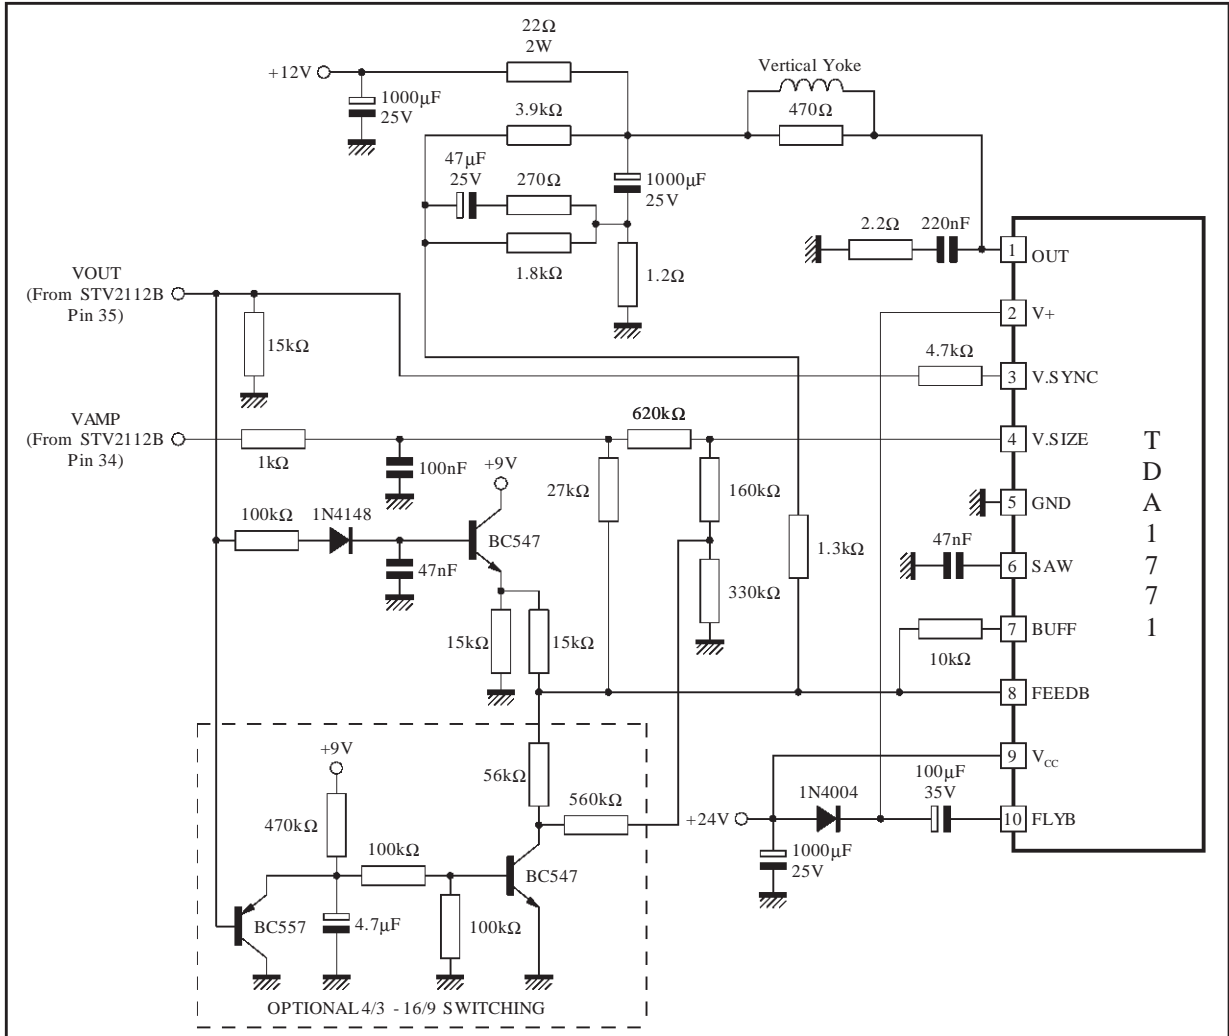 22Ω
2W
+12V
1000µF
25V
Vertical Yoke
3.9kΩ
470Ω
47µF
25V
270Ω
1000µF
25V
2.2Ω
220nF
1
OUT
1.8kΩ
1.2Ω
VOUT
(From STV2112B
Pin 35)
2
V+
15kΩ
4.7kΩ
3
V.SYNC
VAMP
(From STV2112B
Pin 34)
620kΩ
4
V.SIZE
1kΩ
100nF
+9V
27kΩ
160kΩ
5
GND
100kΩ
1N4148
BC547
47nF
1.3kΩ
47nF
6
SAW
330kΩ
15kΩ
15kΩ
7
BUFF
10kΩ
8
FEEDB
T
D
A
1
7
7
1
+9V
56kΩ
560kΩ
9
VCC
470kΩ
+24V
1N4004
100µF
35V
10
FLYB
100kΩ
BC547
1000µF
25V
BC557
4.7µF
100kΩ
OPTIONAL 4/3 - 16/9 SWITCHING